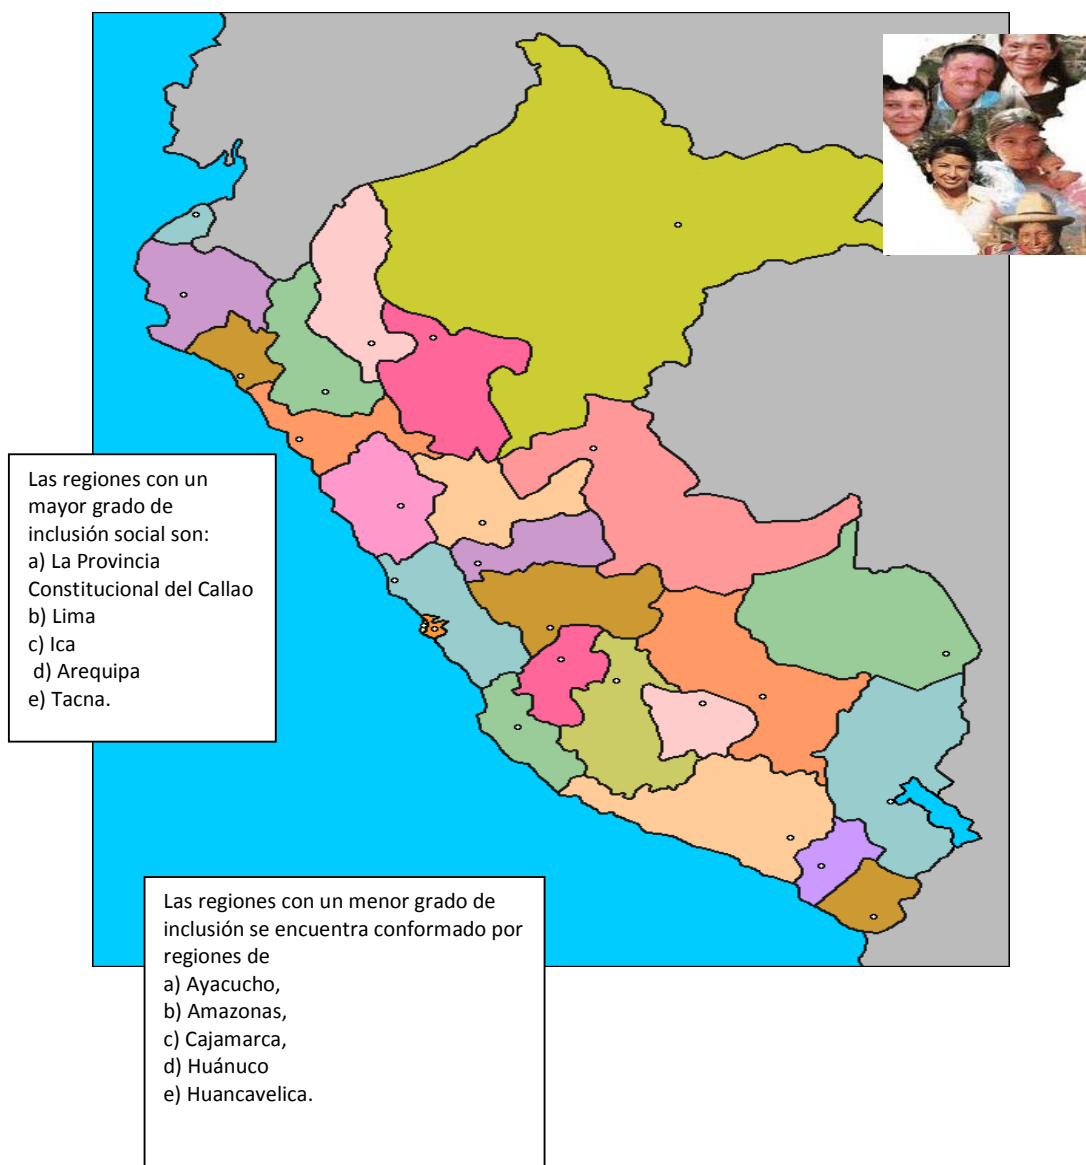 Las regiones con un
mayor grado de
inclusión social son:
a) La Provincia
Constitucional del Callao
b) Lima
c) Ica
d) Arequipa
e) Tacna.
Las regiones con un menor grado de
inclusión se encuentra conformado por
regiones de
a) Ayacucho,
b) Amazonas,
c) Cajamarca,
d) Huánuco
e) Huancavelica.